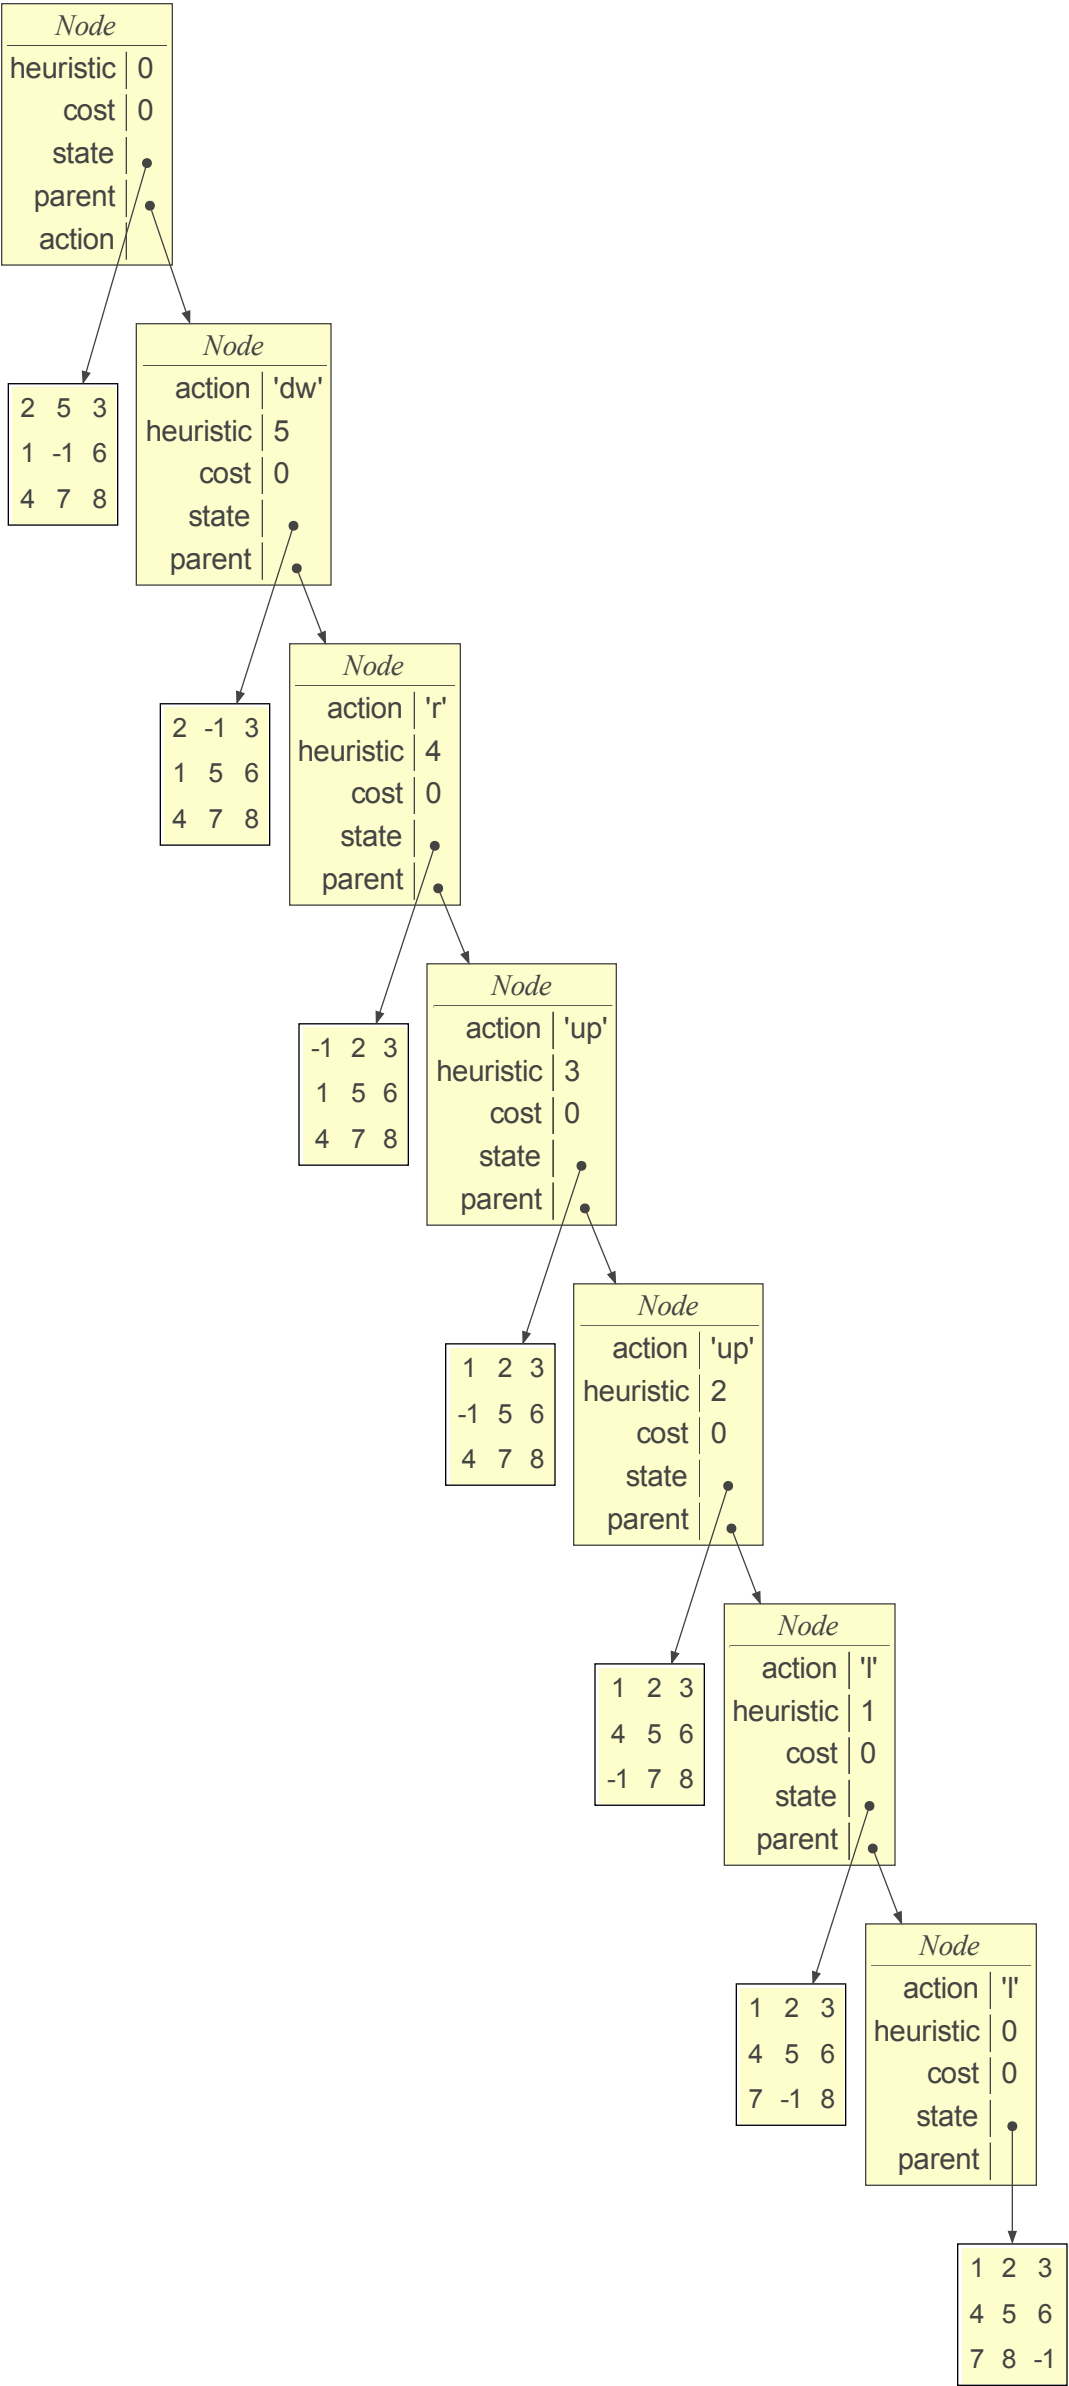 Node
heuristic 0
cost 0
state
parent
action
2 5 3
1 -1 6
4 7 8
Node
action 'dw'
heuristic 5
cost 0
state
parent
2 -1 3
1 5 6
4 7 8
Node
action 'r'
heuristic 4
cost 0
state
parent
-1 2 3
1 5 6
4 7 8
Node
action 'up'
heuristic 3
cost 0
state
parent
1 2 3
-1 5 6
4 7 8
Node
action 'up'
heuristic 2
cost 0
state
parent
1 2 3
4 5 6
-1 7 8
Node
action 'l'
heuristic 1
cost 0
state
parent
1 2 3
4 5 6
7 -1 8
Node
action 'l'
heuristic 0
cost 0
state
parent
1 2 3
4 5 6
7 8 -1